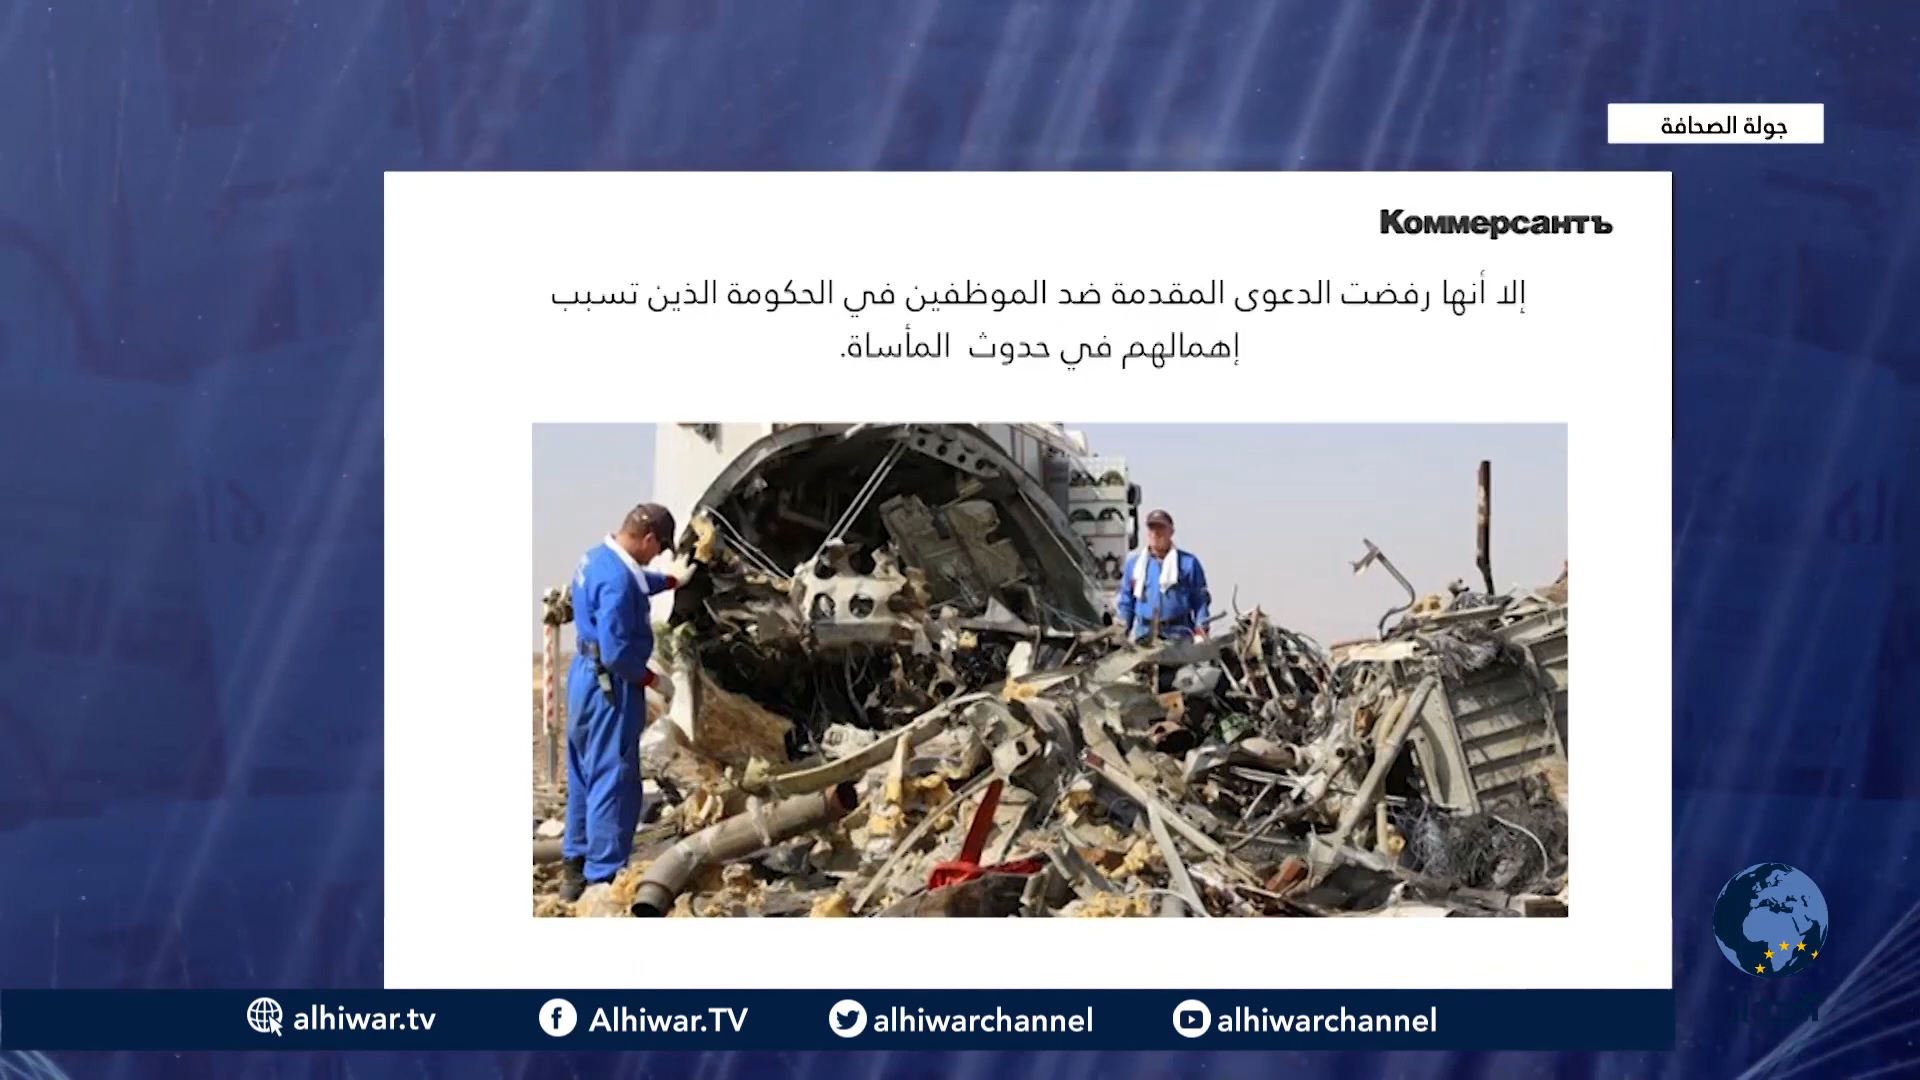 جولة الصحافة
Коммерсантъ
إلا أنها رفضت الدعوى المقدمة ضد الموظفين في الحكومة الذين تسبب
إهمالهم في حدوث المأساة.
alhiwar.tv
Alhiwar.TV
alhiwarchannel
alhiwarchannel